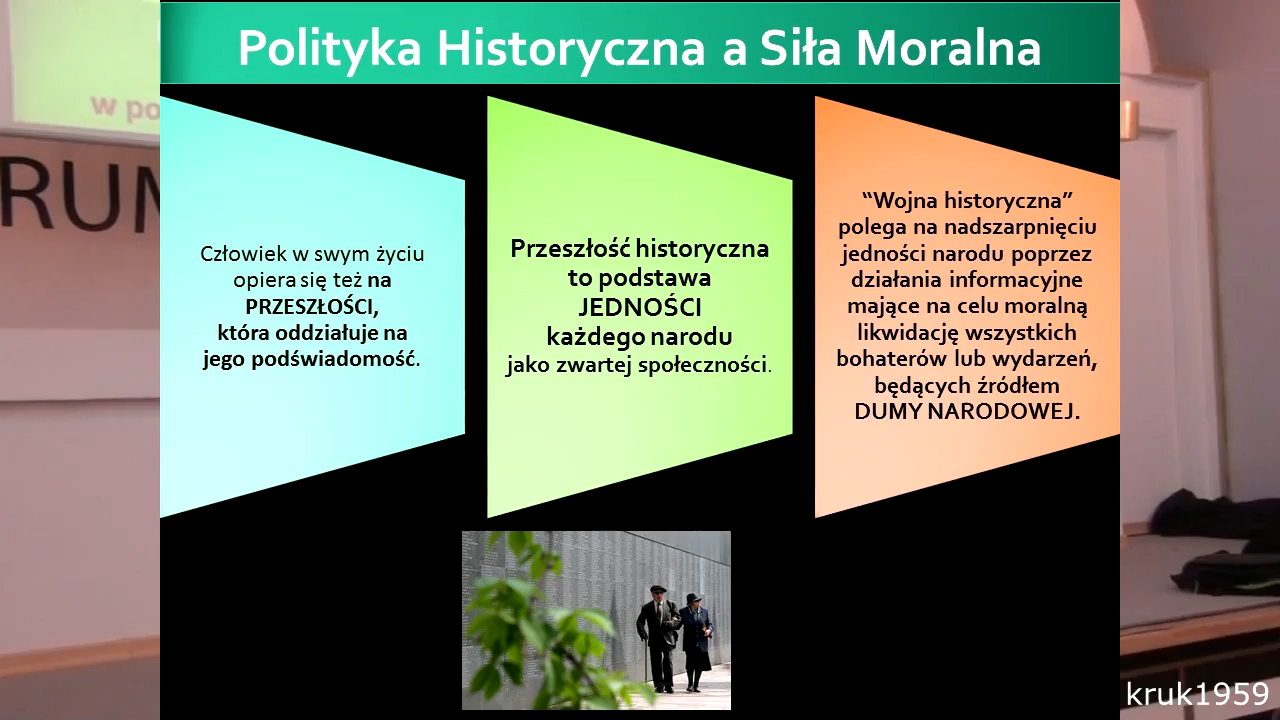 Polityka Historyczna a Siła Moralna
w po
RUM
Człowiek w swym życiu
opiera się też na
PRZESZŁOŚCI,
która oddziałuje na
jego podświadomość.
Przeszłość historyczna
to podstawa
JEDNOŚCI
każdego narodu
jako zwartej społeczności.
“Wojna historyczna”
polega na nadszarpnięciu
jedności narodu poprzez
działania informacyjne
mające na celu moralną
likwidację wszystkich
bohaterów lub wydarzeń,
będących źródłem
DUMY NARODOWEJ.
kruk1959